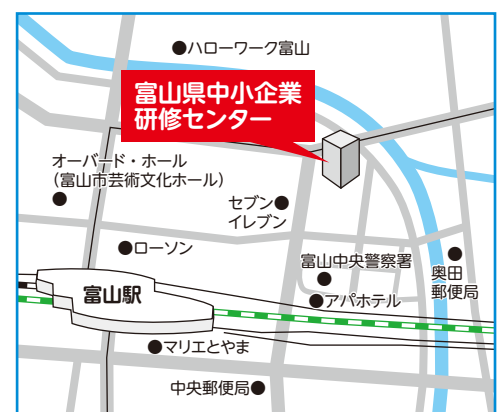 ●ハローワーク富山
富山県中小企業
研修センター
オーバード・ホール
（富山市芸術文化ホール）
●
セブン●
イレブン
●ローソン
富山中央警察署
●
●
奥田
郵便局
富山駅
●アパホテル
●マリエとやま
中央郵便局●